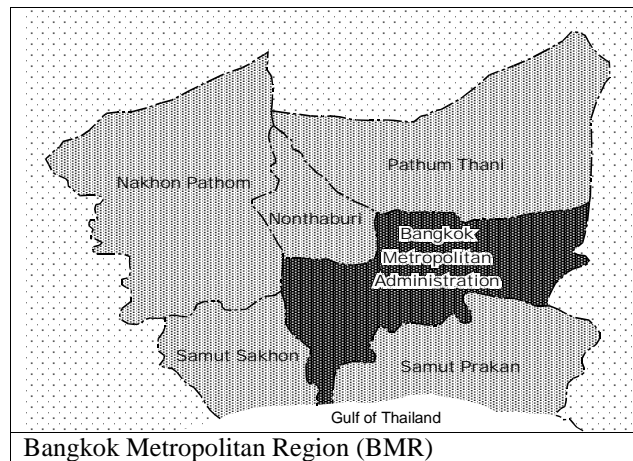 Pathum Thani
Nakhon Pathom
Nonthaburi
Bangkok
Metropolitan
Administration
Samut Sakhon
Samut Prakan
Gulf of Thailand
Bangkok Metropolitan Region (BMR)